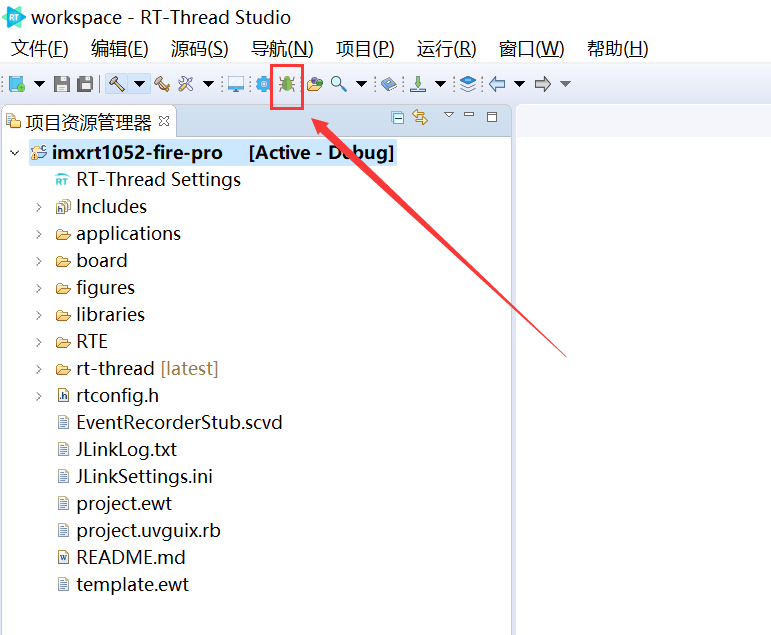 workspace - RT-Thread Studio
文件(F) 编辑(E) 源码(S) 导航(N) 项目(P) 运行(R) 窗口(W) 帮助(H)
项目资源管理器
imxrt1052-fire-pro [Active - Debug]
RT-Thread Settings
Includes
applications
board
figures
libraries
RTE
rt-thread [latest]
rtconfig.h
EventRecorderStub.scvd
JLinkLog.txt
JLinkSettings.ini
project.ewt
project.uvguix.rb
README.md
template.ewt